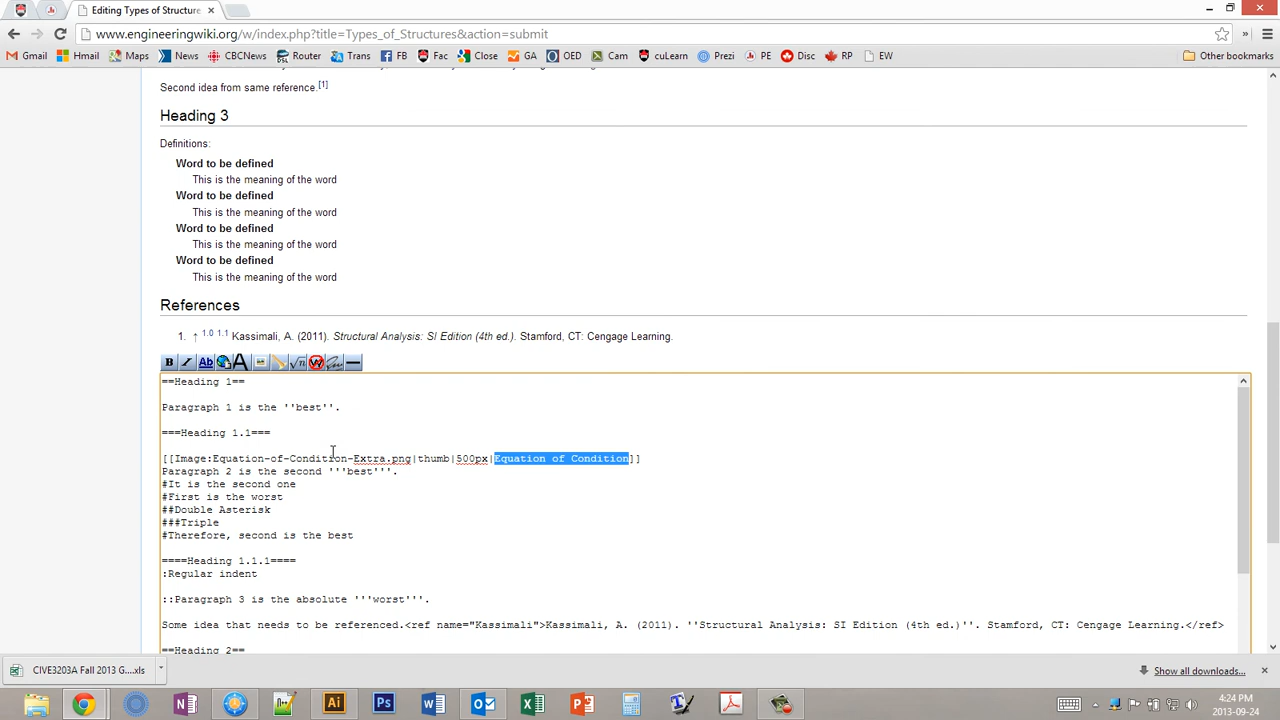 Editing Types of Structure
www.engineeringwiki.org/w/index.php?title=Types_of_Structures&action=submit
Gmail Hmail Maps News CBCNews Router Trans FB Fac Close GA OED Cam cuLearn Prezi PE Disc RP EW Other bookmarks
Second idea from same reference.[1]
Heading 3
Definitions:
Word to be defined
This is the meaning of the word
Word to be defined
This is the meaning of the word
Word to be defined
This is the meaning of the word
Word to be defined
This is the meaning of the word
References
1. ↑ 1.0 1.1 Kassimali, A. (2011). Structural Analysis: SI Edition (4th ed.). Stamford, CT: Cengage Learning.
B I Ab A √n W
==Heading 1==
Paragraph 1 is the ''best''.
===Heading 1.1===
[[Image:Equation-of-Condition-Extra.png|thumb|500px|Equation of Condition]]
Paragraph 2 is the second '''best'''.
#It is the second one
#First is the worst
##Double Asterisk
###Triple
#Therefore, second is the best
====Heading 1.1.1====
:Regular indent
::Paragraph 3 is the absolute '''worst'''.
Some idea that needs to be referenced.<ref name="Kassimali">Kassimali, A. (2011). ''Structural Analysis: SI Edition (4th ed.)''. Stamford, CT: Cengage Learning.</ref>
==Heading 2==
CIVE3203A Fall 2013 G....xls
Show all downloads...
4:24 PM
2013-09-24